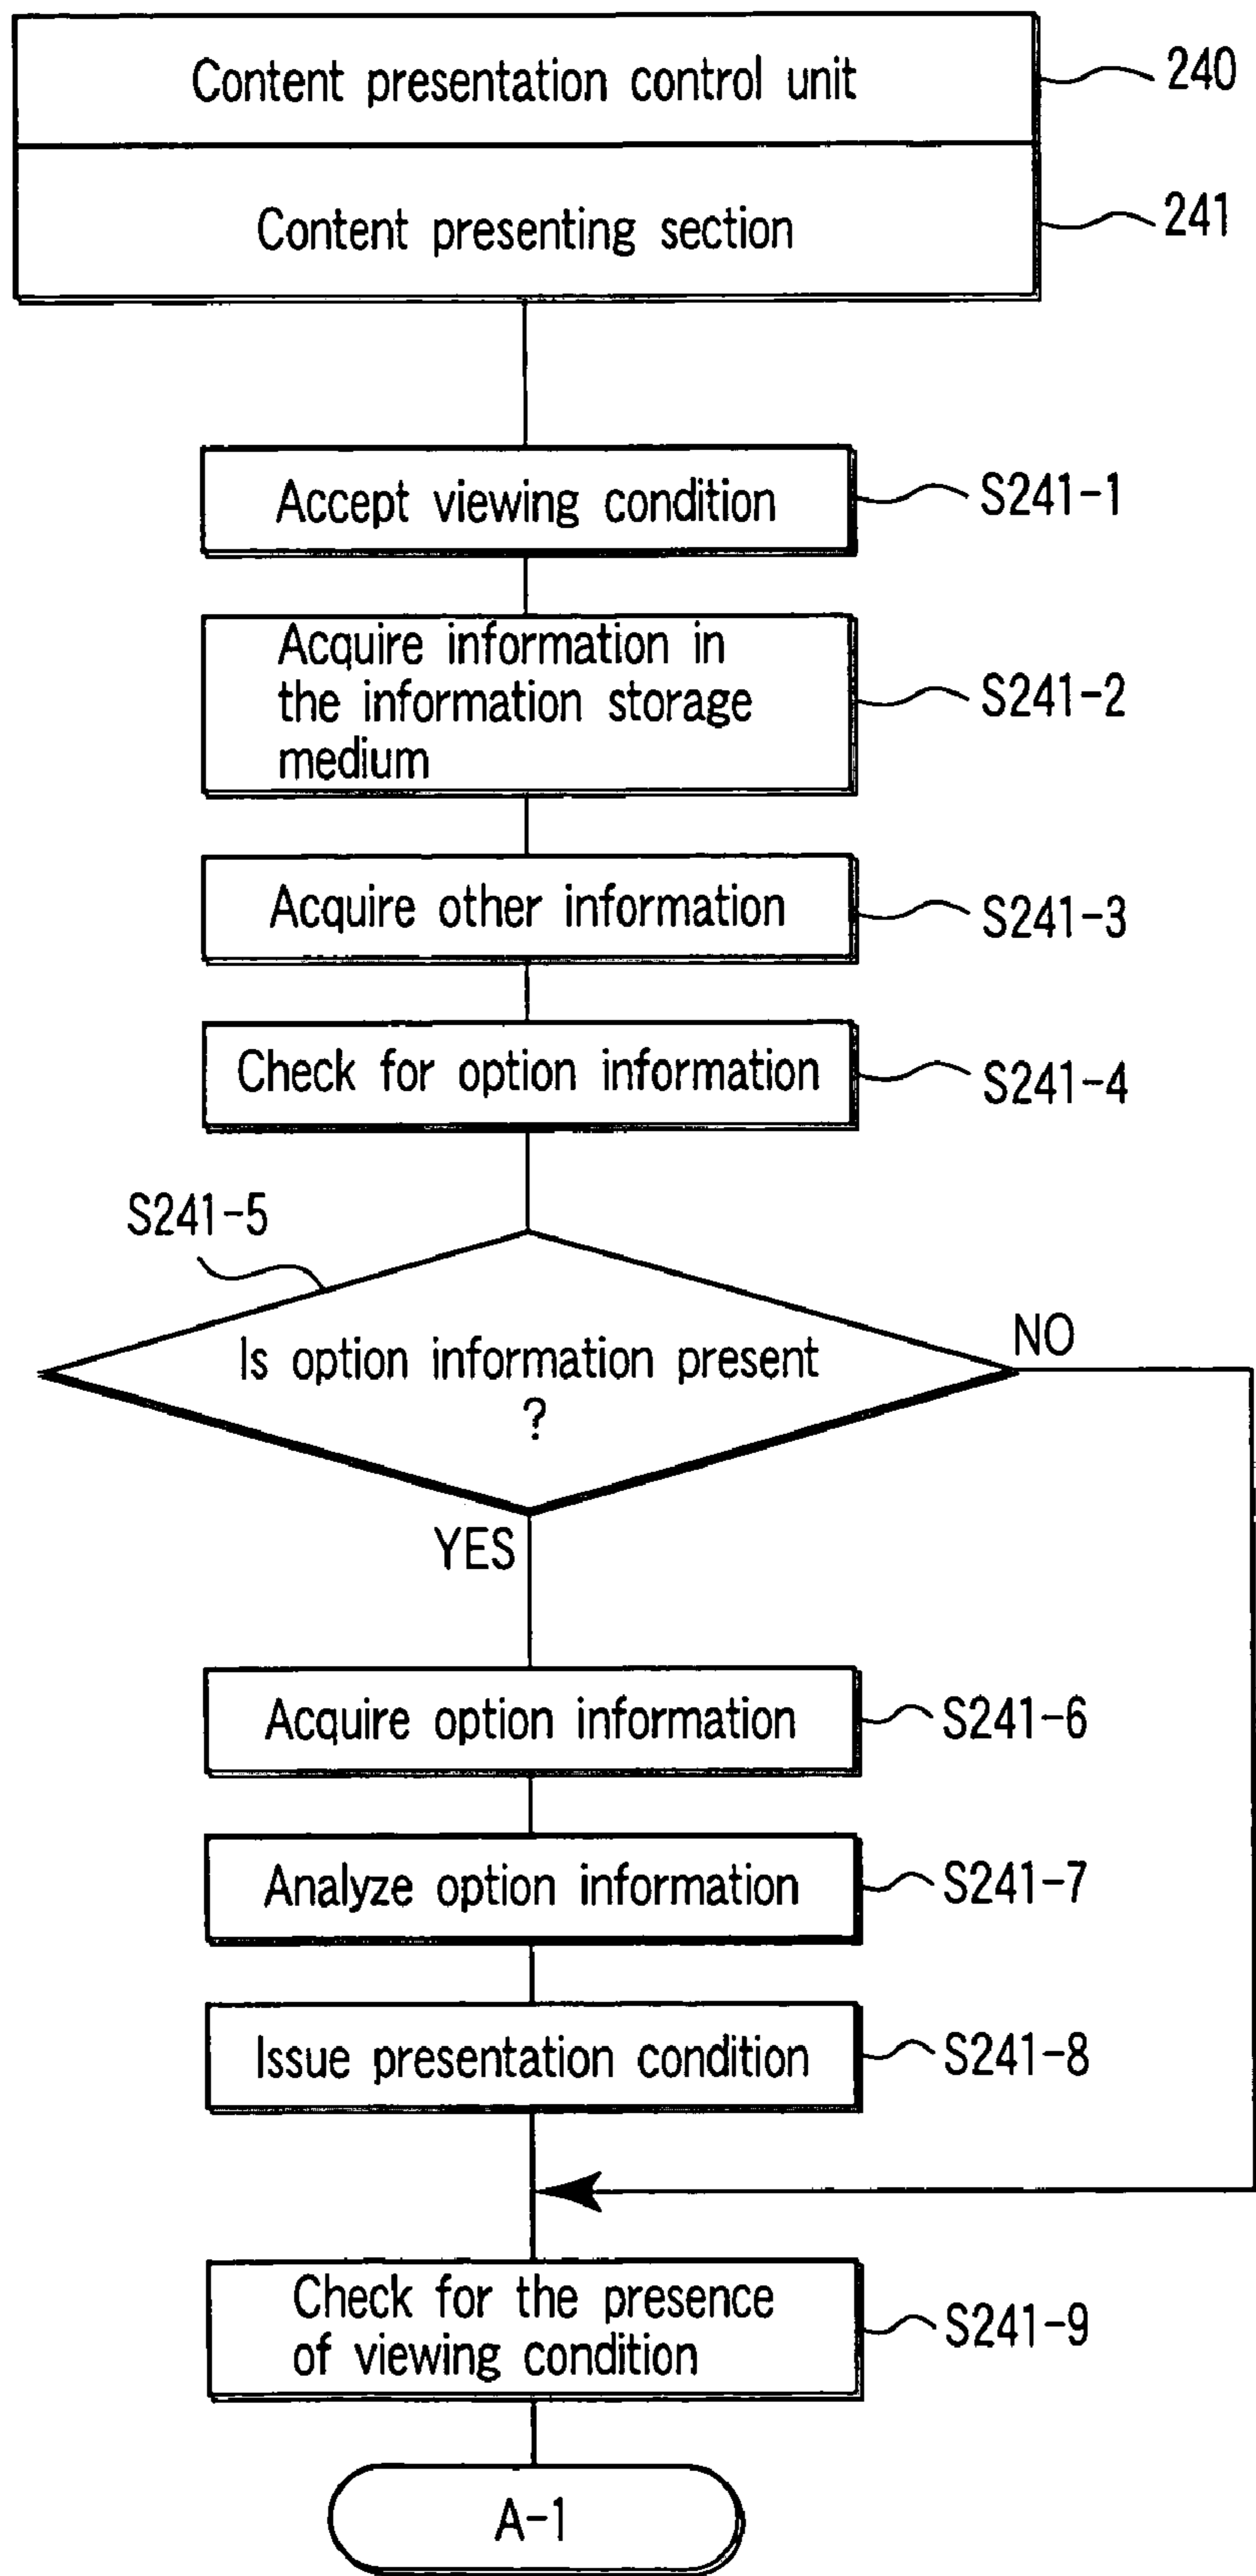 Content presentation control unit
240
Content presenting section
241
Accept viewing condition
S241-1
Acquire information in
the information storage
medium
S241-2
Acquire other information
S241-3
Check for option information
S241-4
S241-5
Is option information present
?
NO
YES
Acquire option information
S241-6
Analyze option information
S241-7
Issue presentation condition
S241-8
Check for the presence
of viewing condition
S241-9
A-1